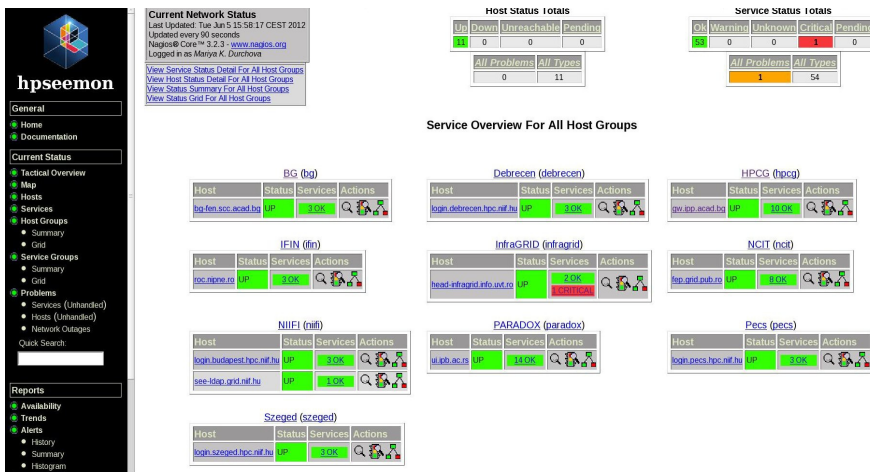 hpseemon
General
Home
Documentation
Current Status
Tactical Overview
Map
Hosts
Services
Host Groups
Summary
Grid
Service Groups
Summary
Grid
Problems
Services (Unhandled)
Hosts (Unhandled)
Network Outages
Quick Search:
Reports
Availability
Trends
Alerts
History
Summary
Histogram
Current Network Status
Last Updated: Tue Jun 5 15:58:17 CEST 2012
Updated every 90 seconds
Nagios® Core™ 3.2.3 - www.nagios.org
Logged in as Mariya K. Durchova
View Service Status Detail For All Host Groups
View Host Status Detail For All Host Groups
View Status Summary For All Host Groups
View Status Grid For All Host Groups
Host Status Totals
Up Down Unreachable Pending
11 0 0 0
All Problems All Types
0 11
Service Status Totals
Ok Warning Unknown Critical Pending
53 0 0 1 0
All Problems All Types
1 54
Service Overview For All Host Groups
BG (bg)
Host Status Services Actions
bg-fen.scc.acad.bg UP 3 OK
Debrecen (debrecen)
Host Status Services Actions
login.debrecen.hpc.niif.hu UP 3 OK
HPCG (hpcg)
Host Status Services Actions
gw.ipp.acad.bg UP 10 OK
IFIN (ifin)
Host Status Services Actions
roc.nipne.ro UP 3 OK
InfraGRID (infragrid)
Host Status Services Actions
head-infragrid.info.uvt.ro UP 2 OK
1 CRITICAL
NCIT (ncit)
Host Status Services Actions
fep.grid.pub.ro UP 8 OK
NIIFI (niifi)
Host Status Services Actions
login.budapest.hpc.niif.hu UP 3 OK
see-ldap.grid.niif.hu UP 1 OK
PARADOX (paradox)
Host Status Services Actions
ui.ipb.ac.rs UP 14 OK
Pecs (pecs)
Host Status Services Actions
login.pecs.hpc.niif.hu UP 3 OK
Szeged (szeged)
Host Status Services Actions
login.szeged.hpc.niif.hu UP 3 OK